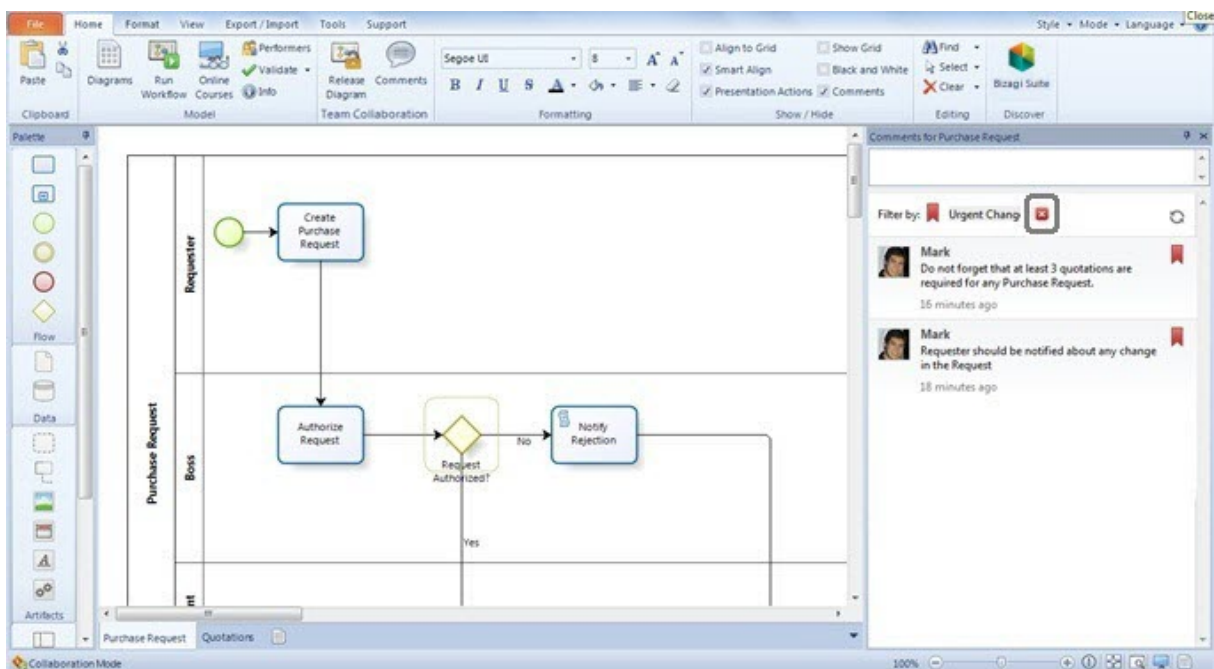 Close
File Home Format View Export / Import Tools Support Style Mode Language
Paste
Clipboard
Diagrams
Run
Workflow
Online
Courses
Performers
Validate
Info
Model
Release
Diagram
Comments
Team Collaboration
Segoe UI 8 A A
B I U S A
Formatting
Align to Grid
Smart Align
Presentation Actions
Show Grid
Black and White
Comments
Show / Hide
Find
Select
Clear
Editing
Bizagi Suite
Discover
Palette
Flow
Data
A
Artifacts
Purchase Request
Requester
Create
Purchase
Request
Boss
Authorize
Request
Request
Authorized?
No
Notify
Rejection
Yes
nt
Comments for Purchase Request
Filter by: Urgent Chang
Mark
Do not forget that at least 3 quotations are
required for any Purchase Request.
16 minutes ago
Mark
Requester should be notified about any change
in the Request
18 minutes ago
Purchase Request Quotations
Collaboration Mode 100%